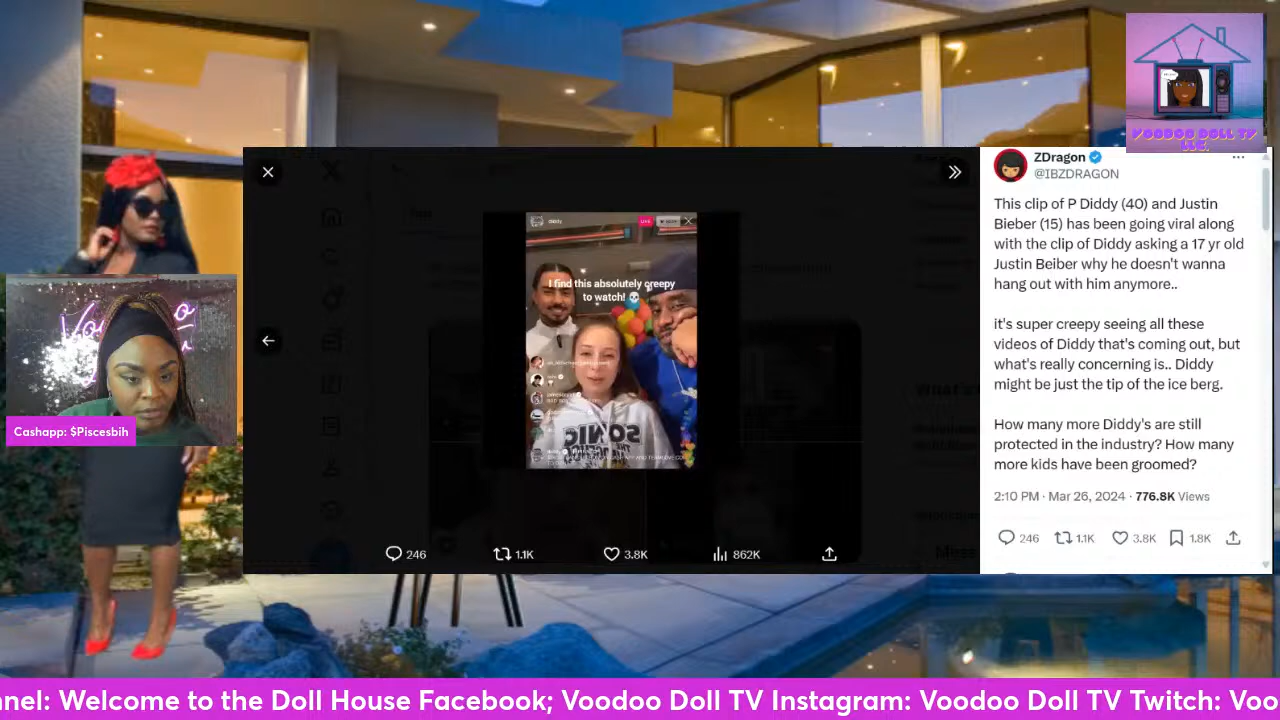 VOODOO DOLL TV
LLC.
ZDragon
@IBZDRAGON
This clip of P Diddy (40) and Justin
Bieber (15) has been going viral along
with the clip of Diddy asking a 17 yr old
Justin Beiber why he doesn't wanna
hang out with him anymore..
it's super creepy seeing all these
videos of Diddy that's coming out, but
what's really concerning is.. Diddy
might be just the tip of the ice berg.
How many more Diddy's are still
protected in the industry? How many
more kids have been groomed?
2:10 PM · Mar 26, 2024 · 776.8K Views
246 1.1K 3.8K 1.8K
diddy LIVE
I find this absolutely creepy
to watch! 💀
SONIC
246 1.1K 3.8K 862K
Cashapp: $Piscesbih
nnel: Welcome to the Doll House Facebook; Voodoo Doll TV Instagram: Voodoo Doll TV Twitch: Voo